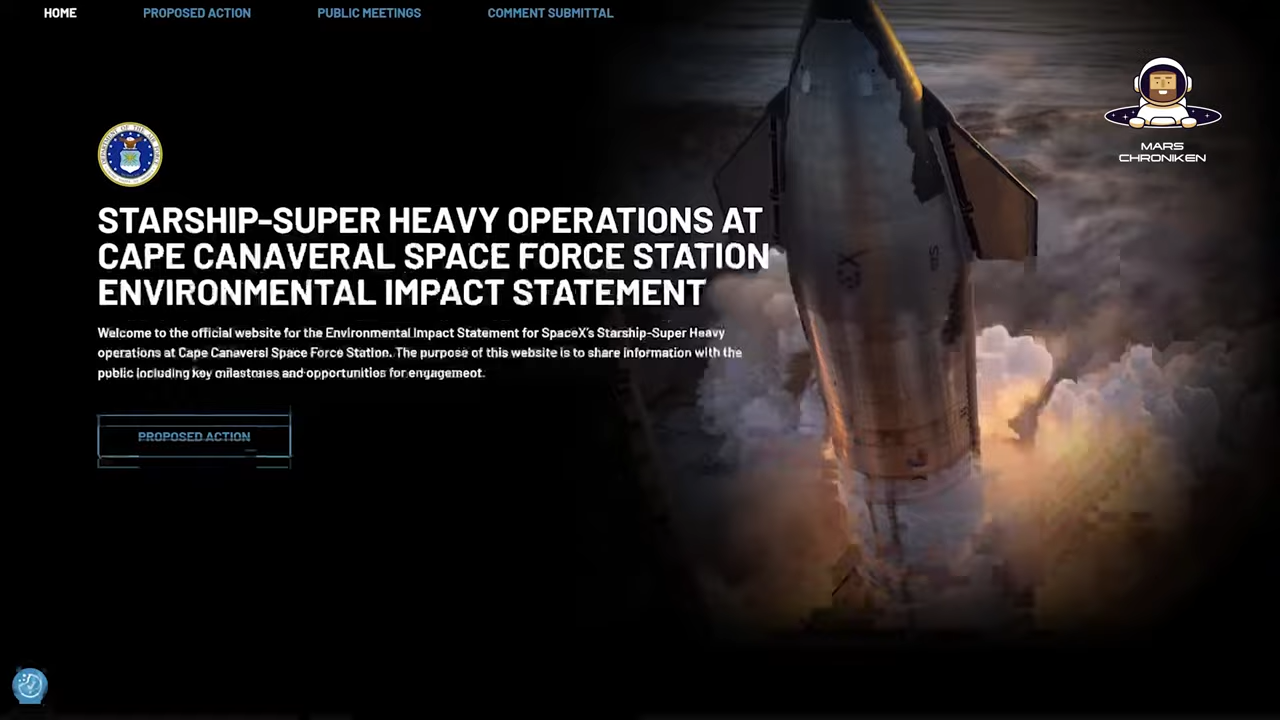 HOME
PROPOSED ACTION
PUBLIC MEETINGS
COMMENT SUBMITTAL
MARS
CHRONIKEN
STARSHIP-SUPER HEAVY OPERATIONS AT
CAPE CANAVERAL SPACE FORCE STATION
ENVIRONMENTAL IMPACT STATEMENT
Welcome to the official website for the Environmental Impact Statement for SpaceX's Starship-Super Heavy
operations at Cape Canaveral Space Force Station. The purpose of this website is to share information with the
public including key milestones and opportunities for engagement.
PROPOSED ACTION